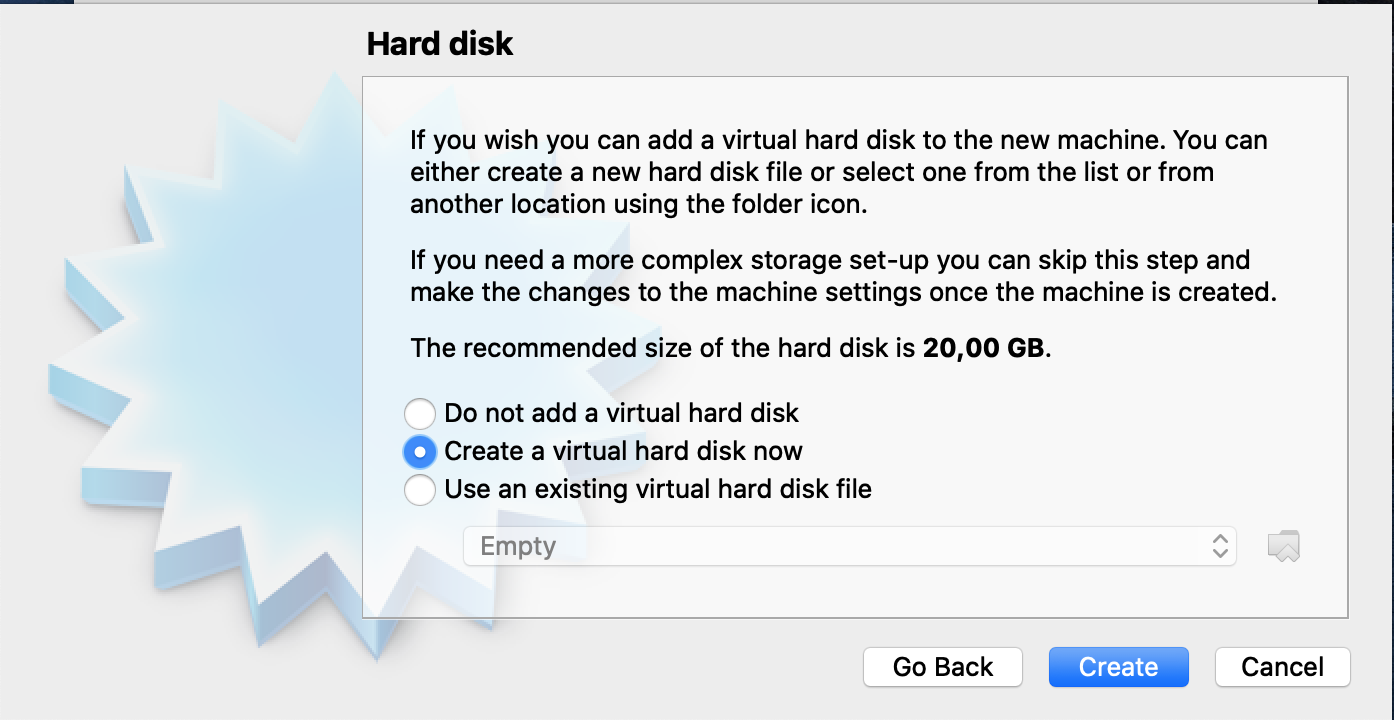 Hard disk
If you wish you can add a virtual hard disk to the new machine. You can
either create a new hard disk file or select one from the list or from
another location using the folder icon.
If you need a more complex storage set-up you can skip this step and
make the changes to the machine settings once the machine is created.
The recommended size of the hard disk is 20,00 GB.
Do not add a virtual hard disk
Create a virtual hard disk now
Use an existing virtual hard disk file
Empty
Go Back
Create
Cancel